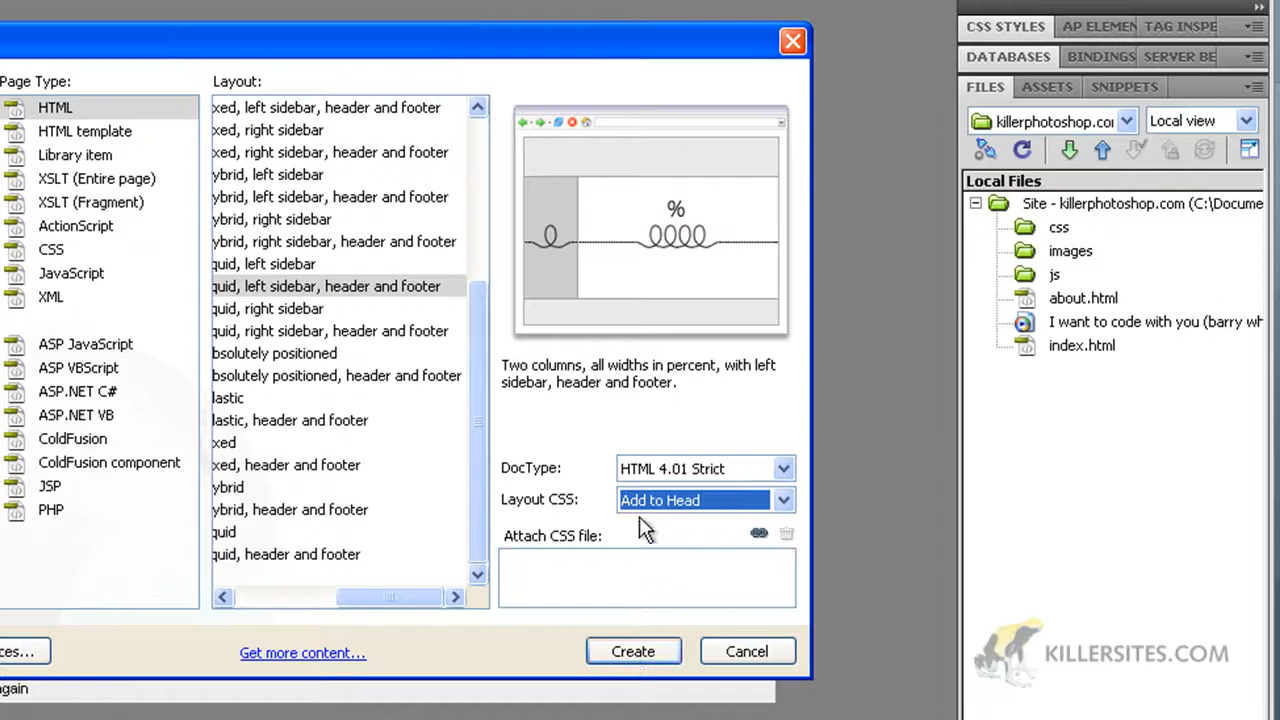 CSS STYLES AP ELEMEN TAG INSPE
DATABASES BINDINGS SERVER BE
FILES ASSETS SNIPPETS
killerphotoshop.co
Local view
Local Files
Site - killerphotoshop.com (C:\Docume
css
images
js
about.html
I want to code with you (barry wh
index.html
Page Type:
HTML
HTML template
Library item
XSLT (Entire page)
XSLT (Fragment)
ActionScript
CSS
JavaScript
XML
ASP JavaScript
ASP VBScript
ASP.NET C#
ASP.NET VB
ColdFusion
ColdFusion component
JSP
PHP
Layout:
xed, left sidebar, header and footer
xed, right sidebar
xed, right sidebar, header and footer
ybrid, left sidebar
ybrid, left sidebar, header and footer
ybrid, right sidebar
ybrid, right sidebar, header and footer
quid, left sidebar
quid, left sidebar, header and footer
quid, right sidebar
quid, right sidebar, header and footer
bsolutely positioned
bsolutely positioned, header and footer
lastic
lastic, header and footer
xed
xed, header and footer
ybrid
ybrid, header and footer
quid
quid, header and footer
%
Two columns, all widths in percent, with left
sidebar, header and footer.
DocType: HTML 4.01 Strict
Layout CSS: Add to Head
Attach CSS file:
ces...
Get more content...
Create
Cancel
again
KILLERSITES.COM